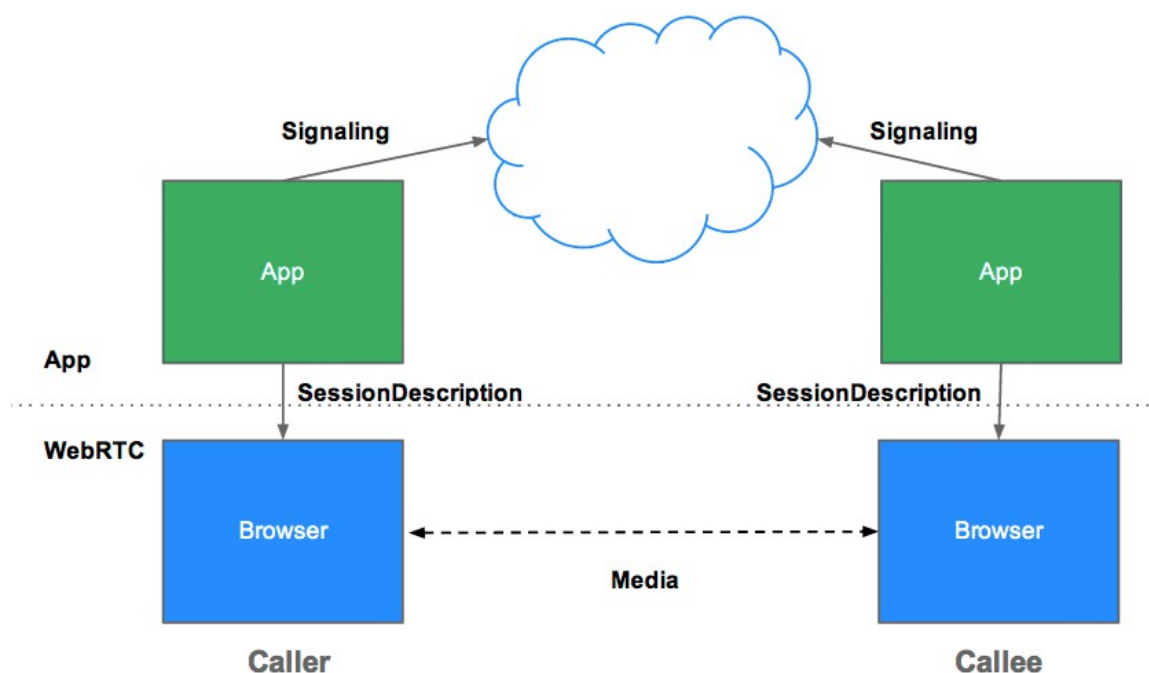 Signaling
Signaling
App
App
App
SessionDescription
SessionDescription
WebRTC
Browser
Browser
Media
Caller
Callee